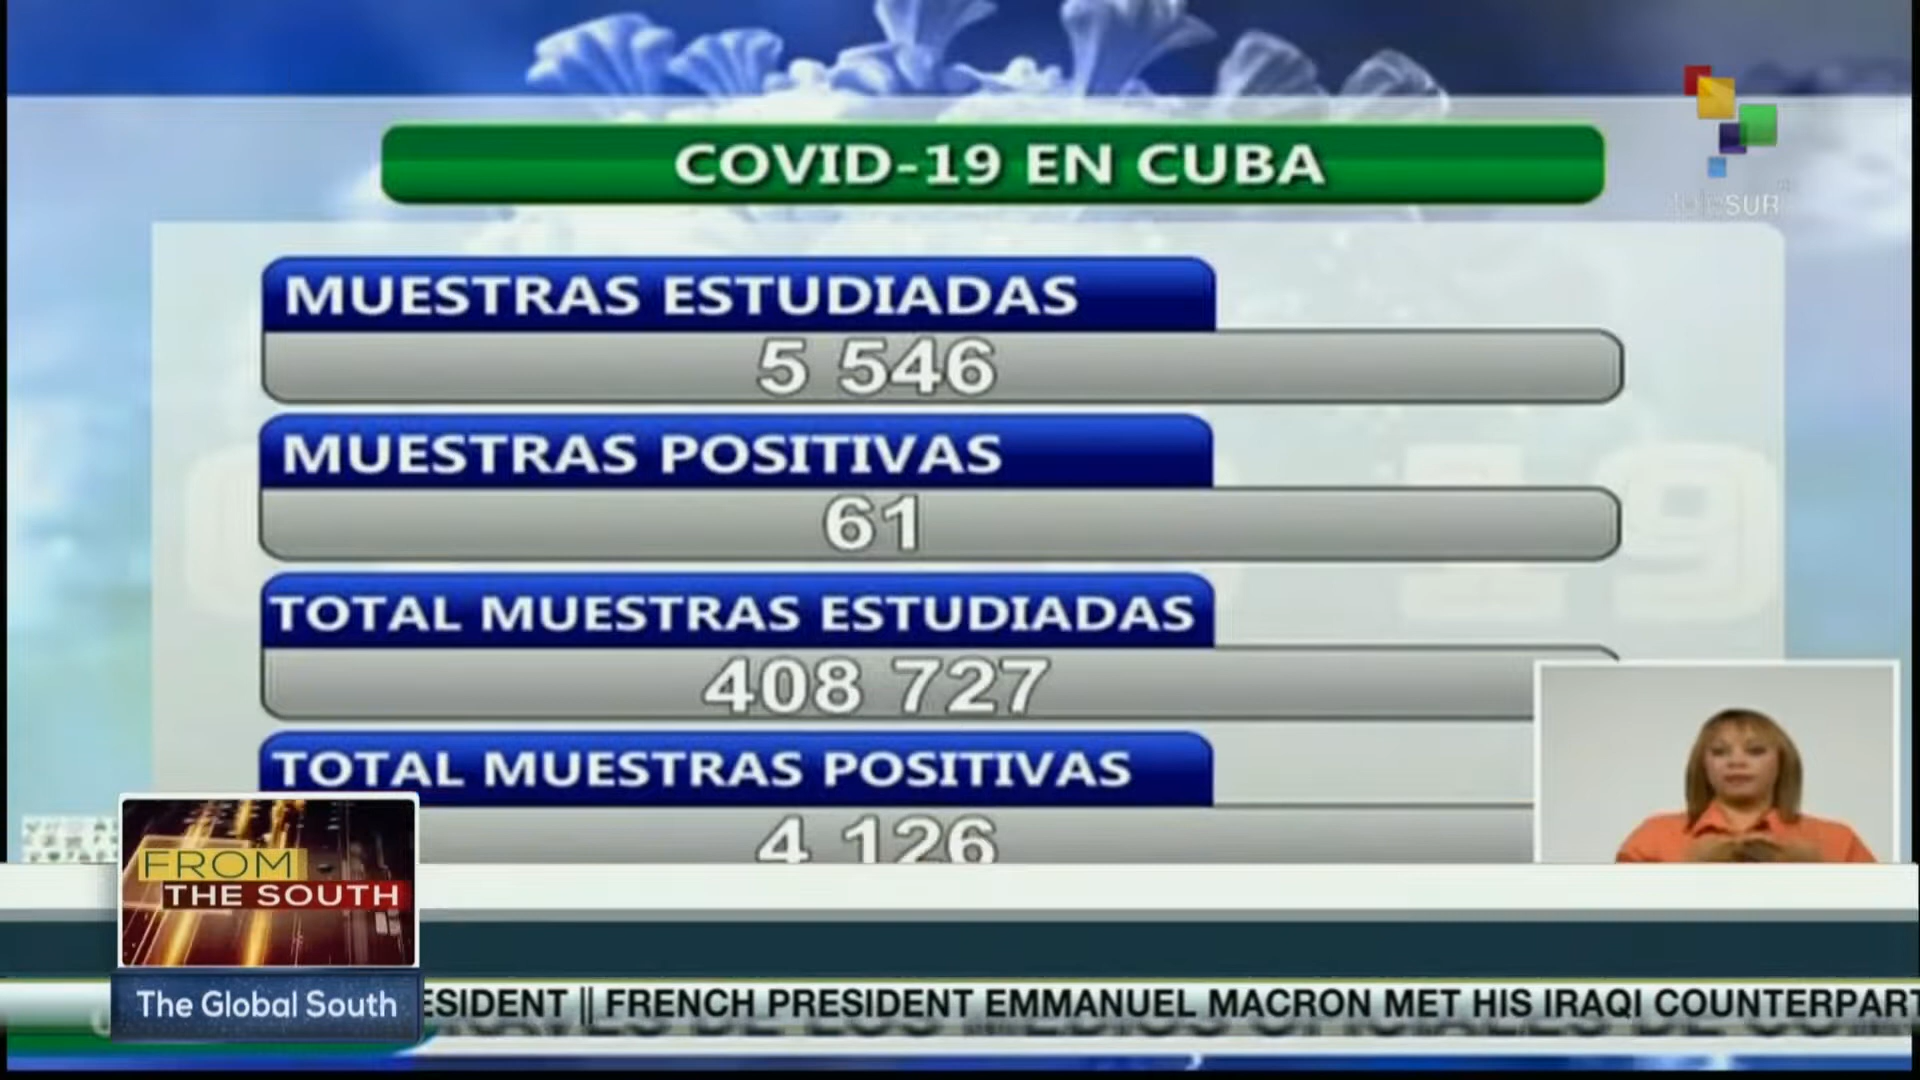 COVID-19 EN CUBA
teleSUR
MUESTRAS ESTUDIADAS
5 546
MUESTRAS POSITIVAS
61
TOTAL MUESTRAS ESTUDIADAS
408 727
TOTAL MUESTRAS POSITIVAS
4 126
FROM
THE SOUTH
The Global South
ESIDENT || FRENCH PRESIDENT EMMANUEL MACRON MET HIS IRAQI COUNTERPART